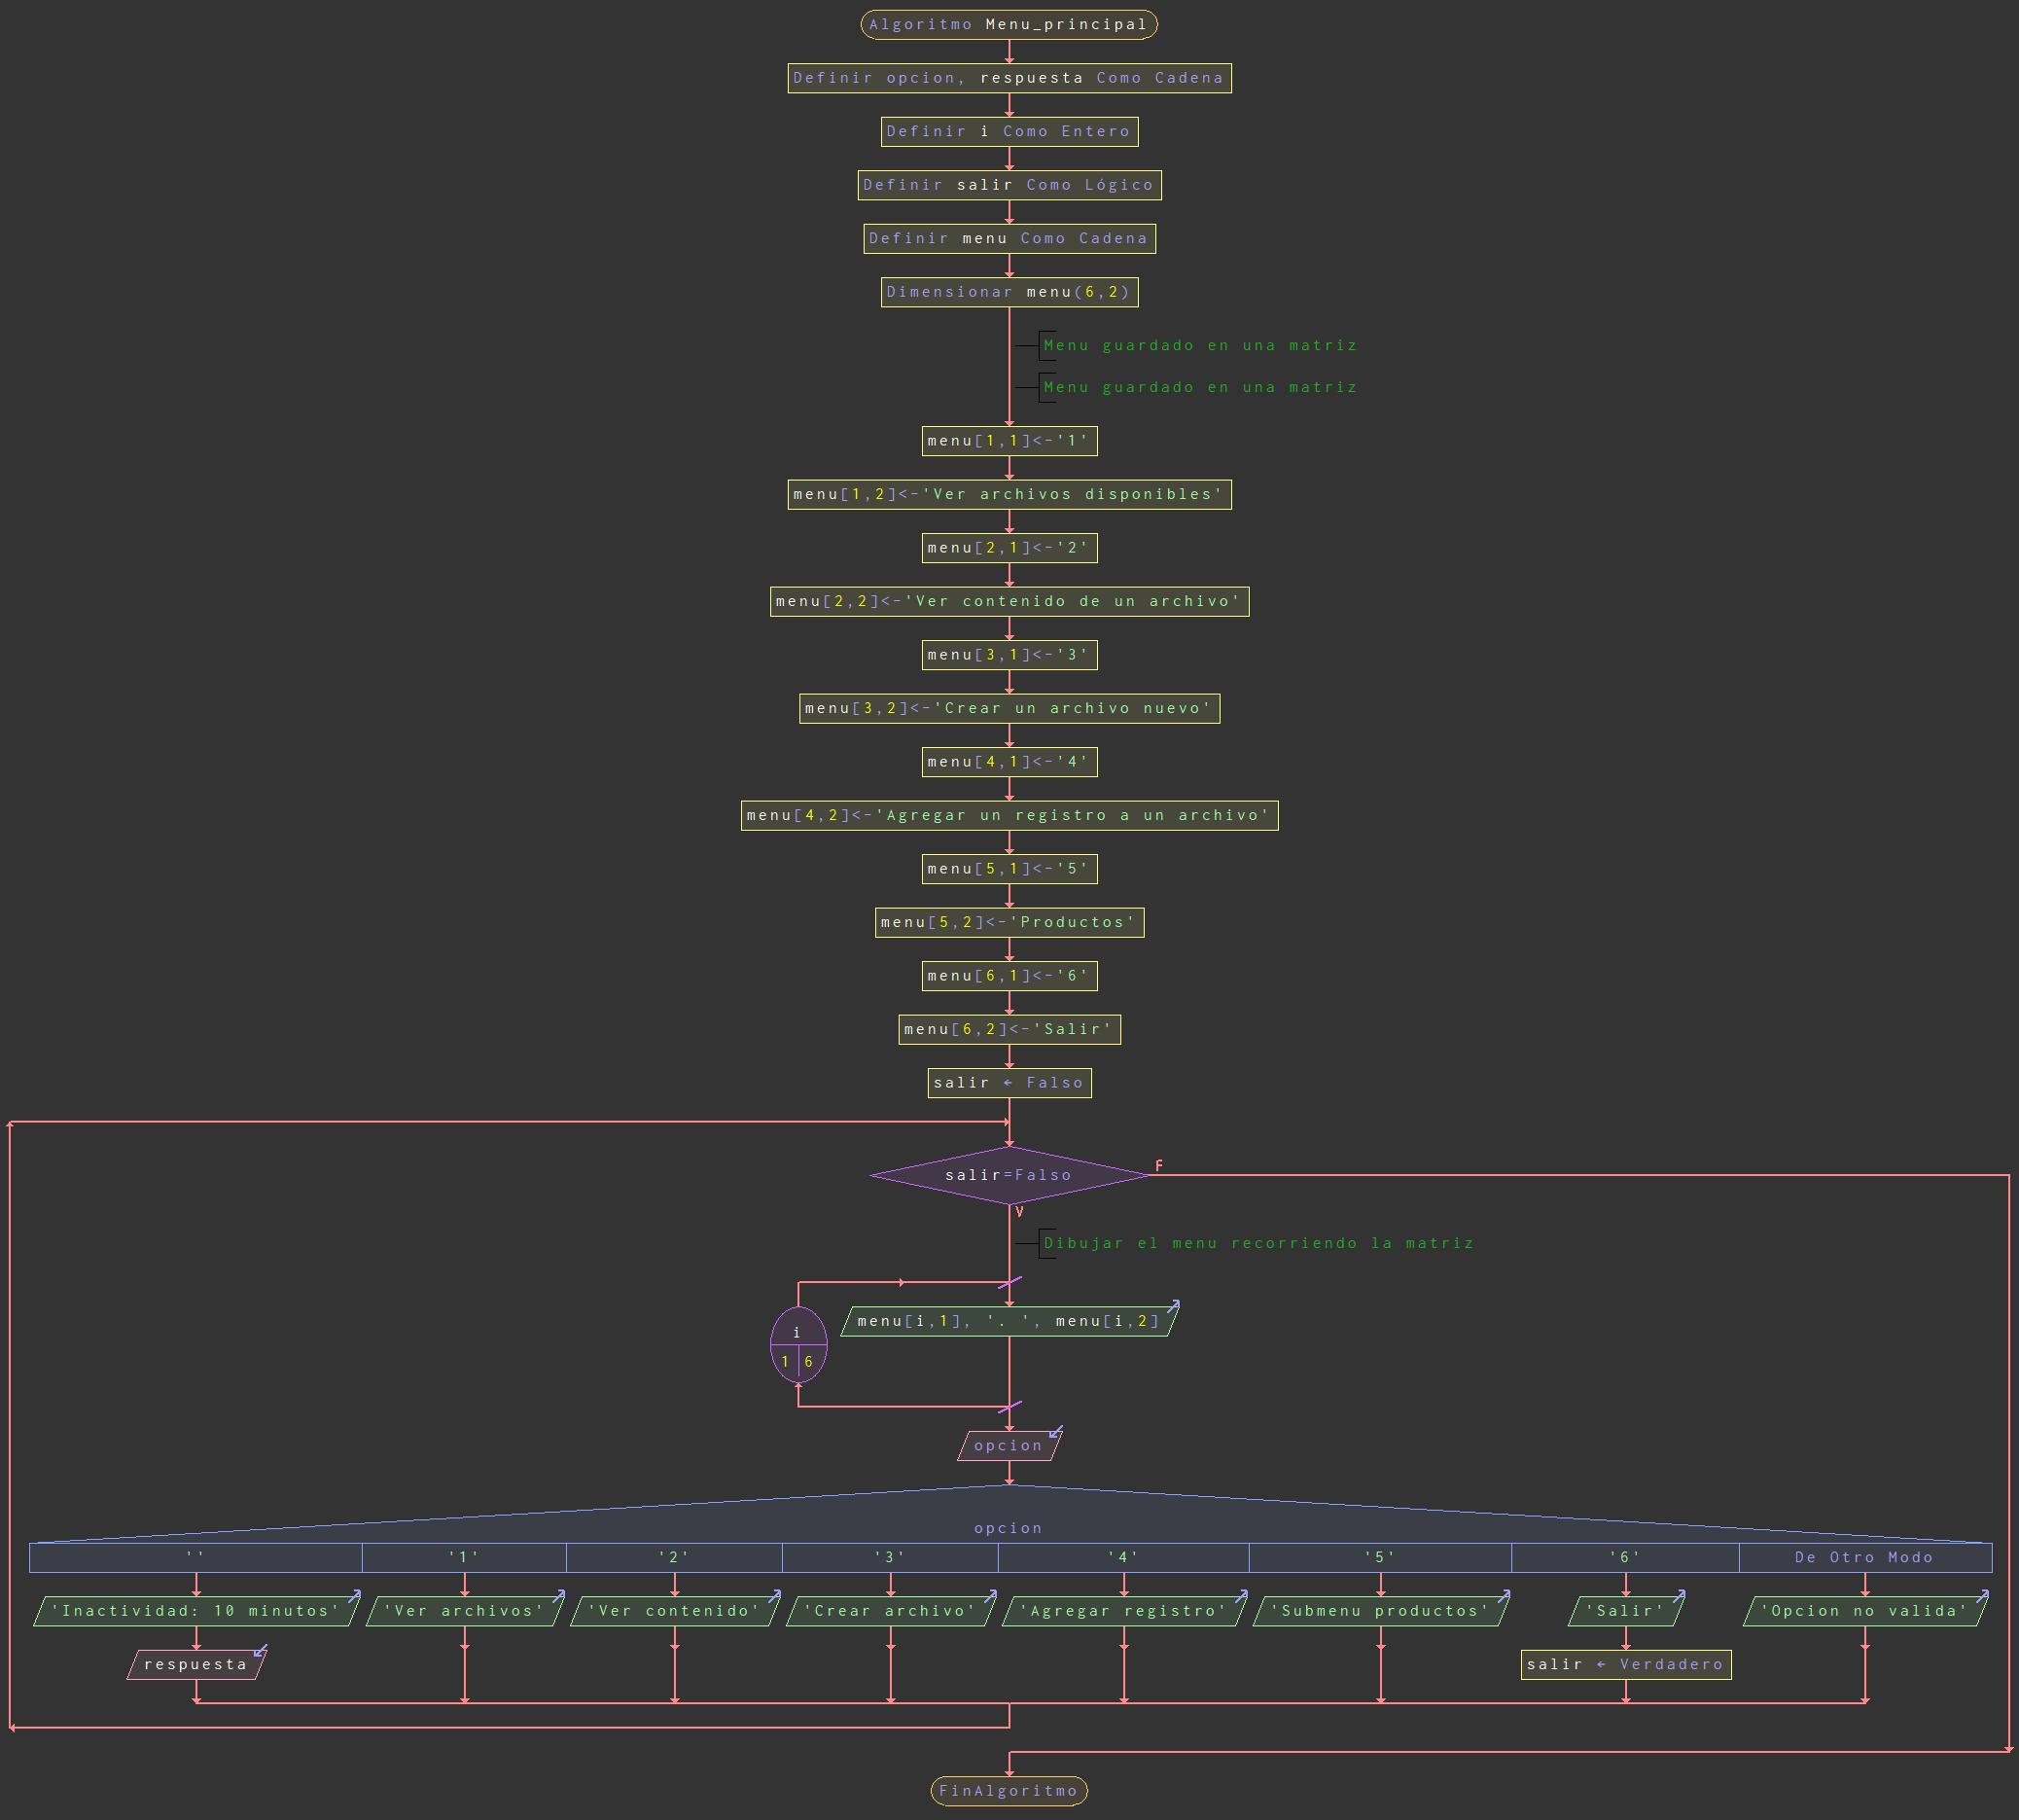 Algoritmo Menu_principal
Definir opcion, respuesta Como Cadena
Definir i Como Entero
Definir salir Como Lógico
Definir menu Como Cadena
Dimensionar menu(6,2)
Menu guardado en una matriz
Menu guardado en una matriz
menu[1,1]<-'1'
menu[1,2]<-'Ver archivos disponibles'
menu[2,1]<-'2'
menu[2,2]<-'Ver contenido de un archivo'
menu[3,1]<-'3'
menu[3,2]<-'Crear un archivo nuevo'
menu[4,1]<-'4'
menu[4,2]<-'Agregar un registro a un archivo'
menu[5,1]<-'5'
menu[5,2]<-'Productos'
menu[6,1]<-'6'
menu[6,2]<-'Salir'
salir ← Falso
salir=Falso
F
V
Dibujar el menu recorriendo la matriz
i
1 6
menu[i,1], '. ', menu[i,2]
opcion
opcion
'' '1' '2' '3' '4' '5' '6' De Otro Modo
'Inactividad: 10 minutos' 'Ver archivos' 'Ver contenido' 'Crear archivo' 'Agregar registro' 'Submenu productos' 'Salir' 'Opcion no valida'
respuesta salir ← Verdadero
FinAlgoritmo